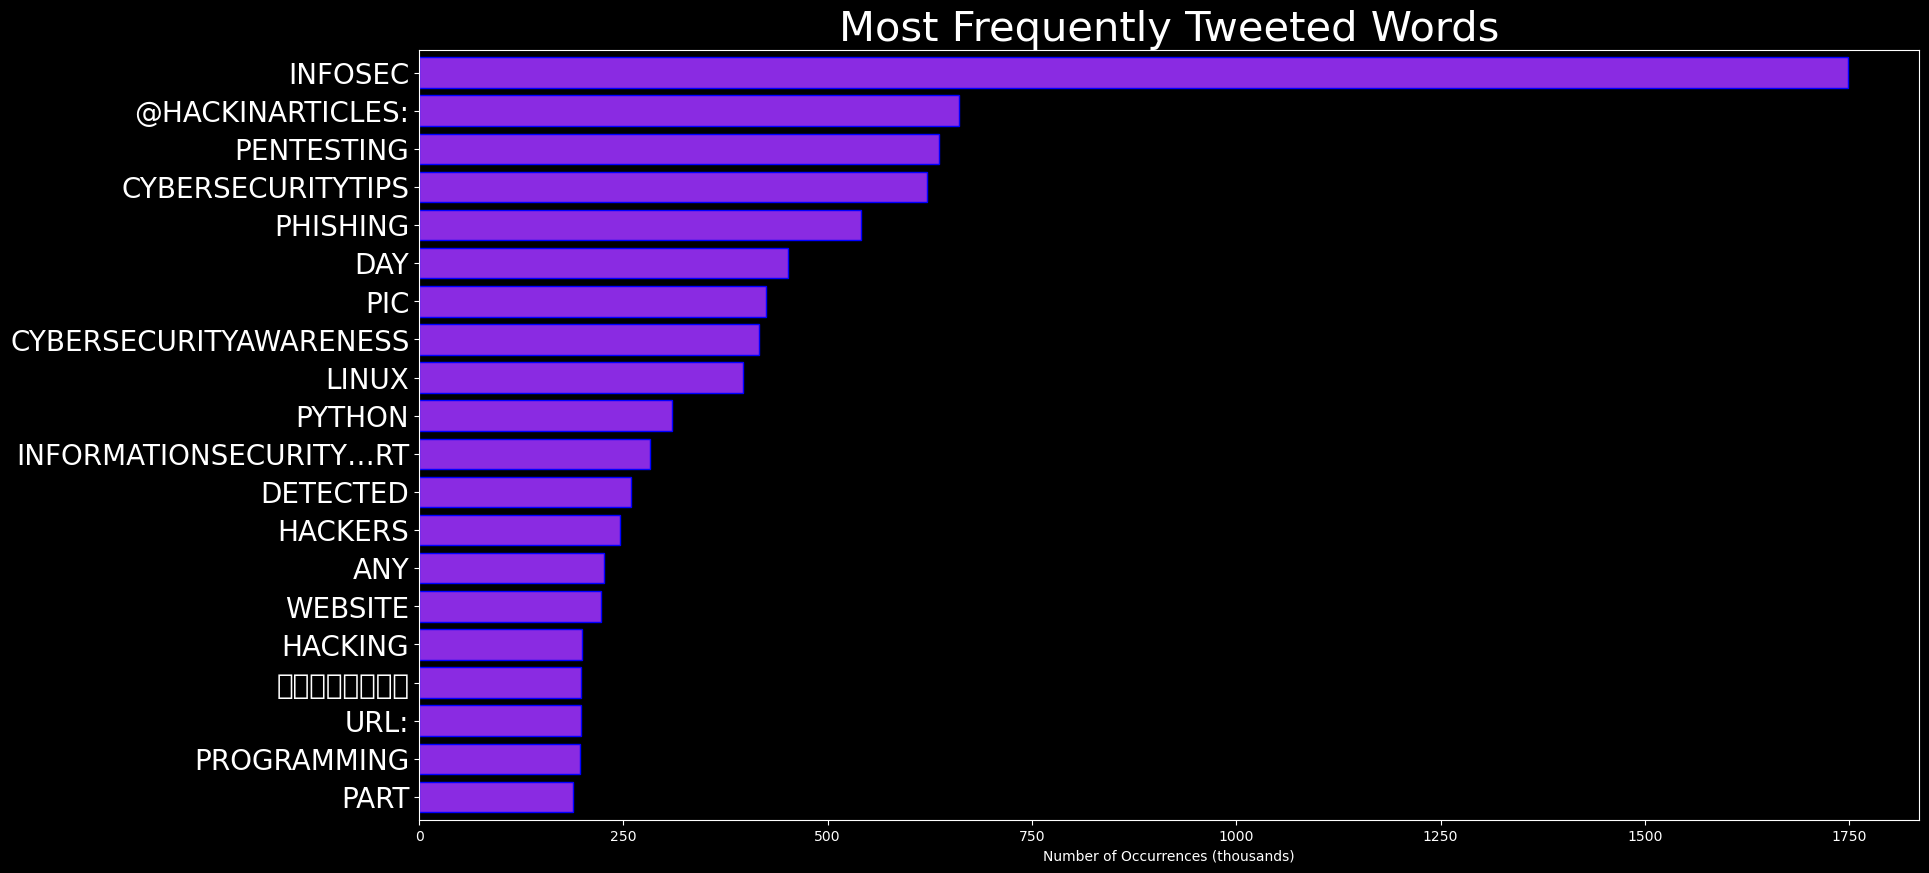 Most Frequently Tweeted Words
INFOSEC
@HACKINARTICLES:
PENTESTING
CYBERSECURITYTIPS
PHISHING
DAY
PIC
CYBERSECURITYAWARENESS
LINUX
PYTHON
INFORMATIONSECURITY…RT
DETECTED
HACKERS
ANY
WEBSITE
HACKING
URL:
PROGRAMMING
PART
0 250 500 750 1000 1250 1500 1750
Number of Occurrences (thousands)